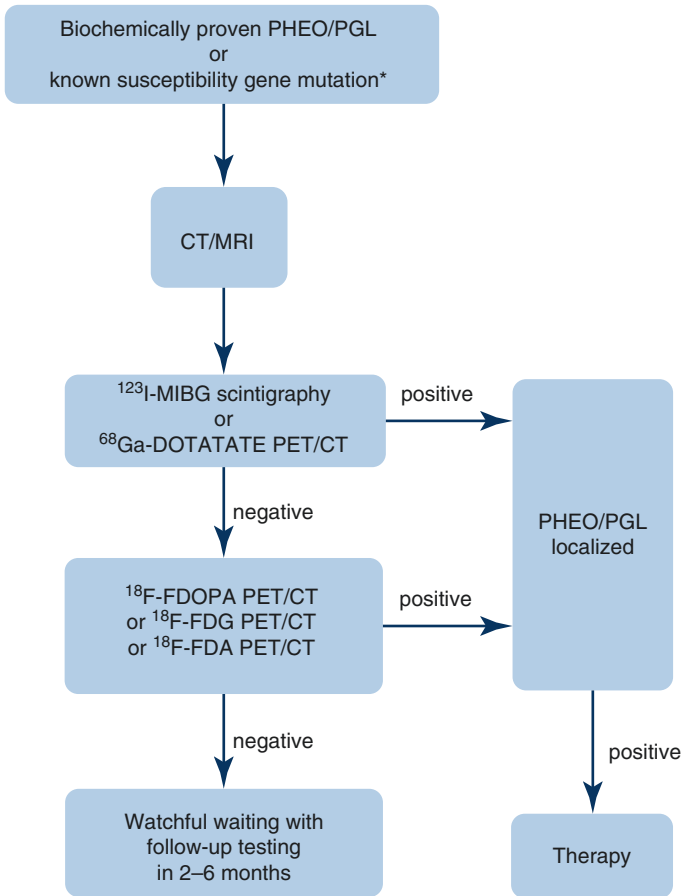 Biochemically proven PHEO/PGL
or
known susceptibility gene mutation*
CT/MRI
¹²³I-MIBG scintigraphy
or
⁶⁸Ga-DOTATATE PET/CT
positive
negative
PHEO/PGL
localized
¹⁸F-FDOPA PET/CT
or ¹⁸F-FDG PET/CT
or ¹⁸F-FDA PET/CT
positive
negative
positive
Watchful waiting with
follow-up testing
in 2–6 months
Therapy